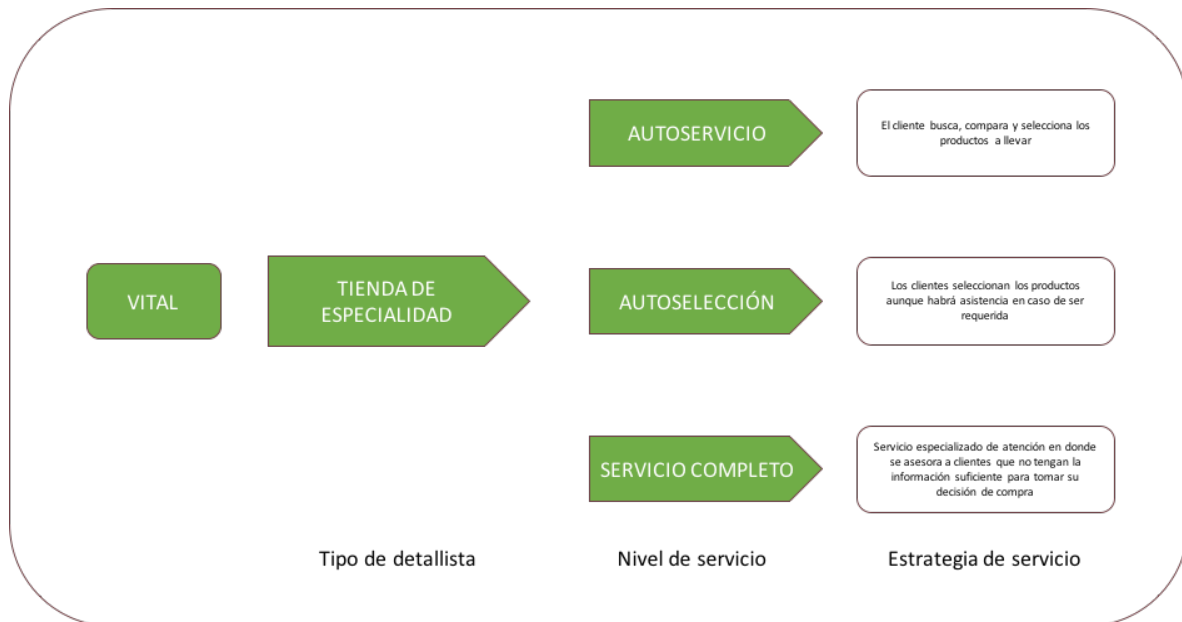 AUTOSERVICIO
El cliente busca, compara y selecciona los
productos a llevar
VITAL
TIENDA DE
ESPECIALIDAD
AUTOSELECCIÓN
Los clientes seleccionan los productos
aunque habrá asistencia en caso de ser
requerida
SERVICIO COMPLETO
Servicio especializado de atención en donde
se asesora a clientes que no tengan la
información suficiente para tomar su
decisión de compra
Tipo de detallista
Nivel de servicio
Estrategia de servicio